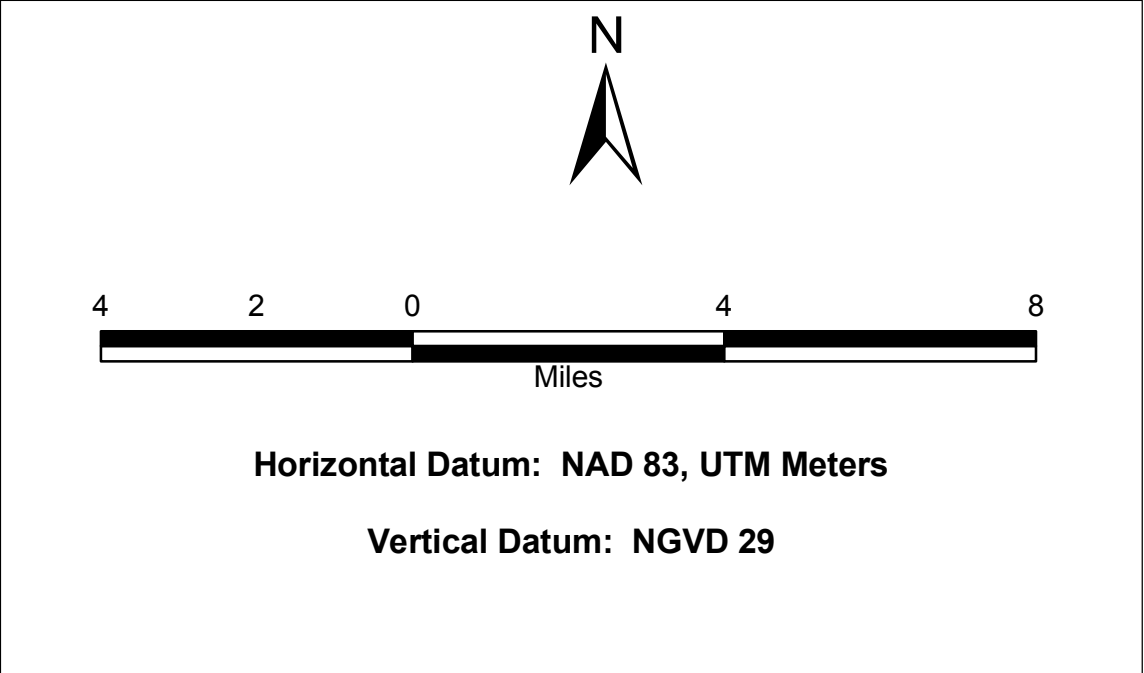 N
4 2 0 4 8
Miles
Horizontal Datum: NAD 83, UTM Meters
Vertical Datum: NGVD 29